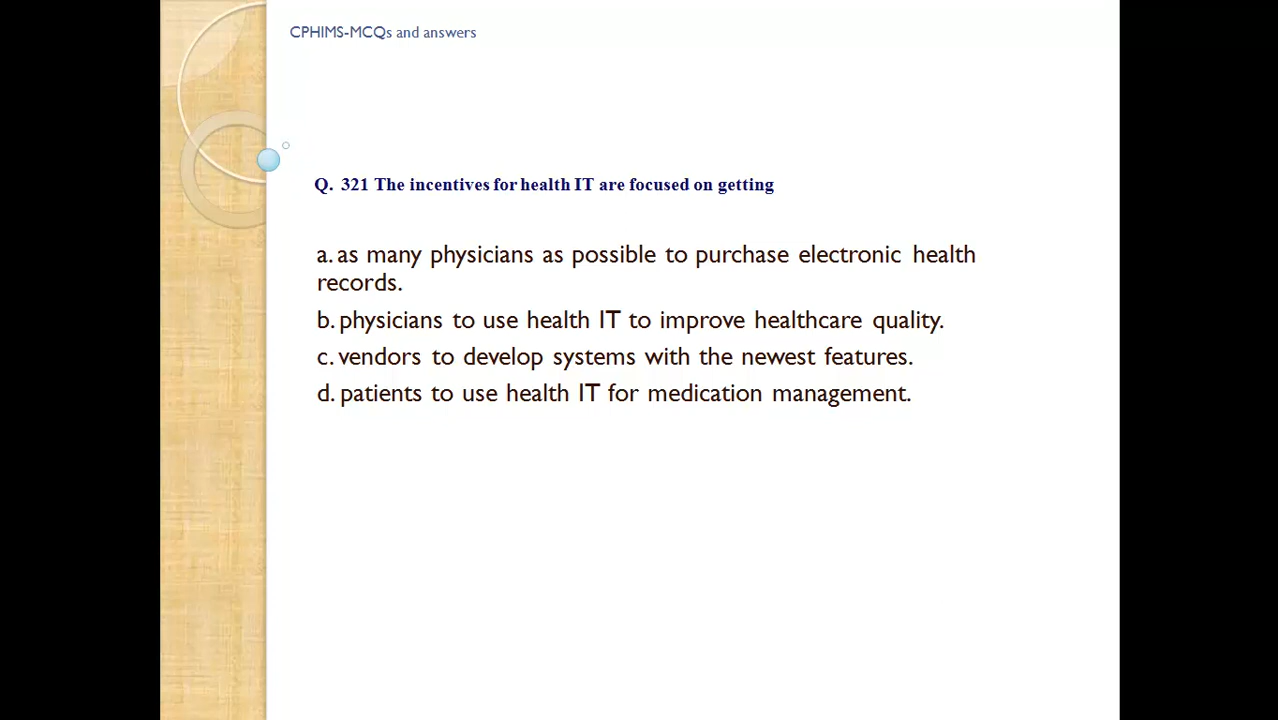 CPHIMS-MCQs and answers
Q. 321 The incentives for health IT are focused on getting
a. as many physicians as possible to purchase electronic health
records.
b. physicians to use health IT to improve healthcare quality.
c. vendors to develop systems with the newest features.
d. patients to use health IT for medication management.